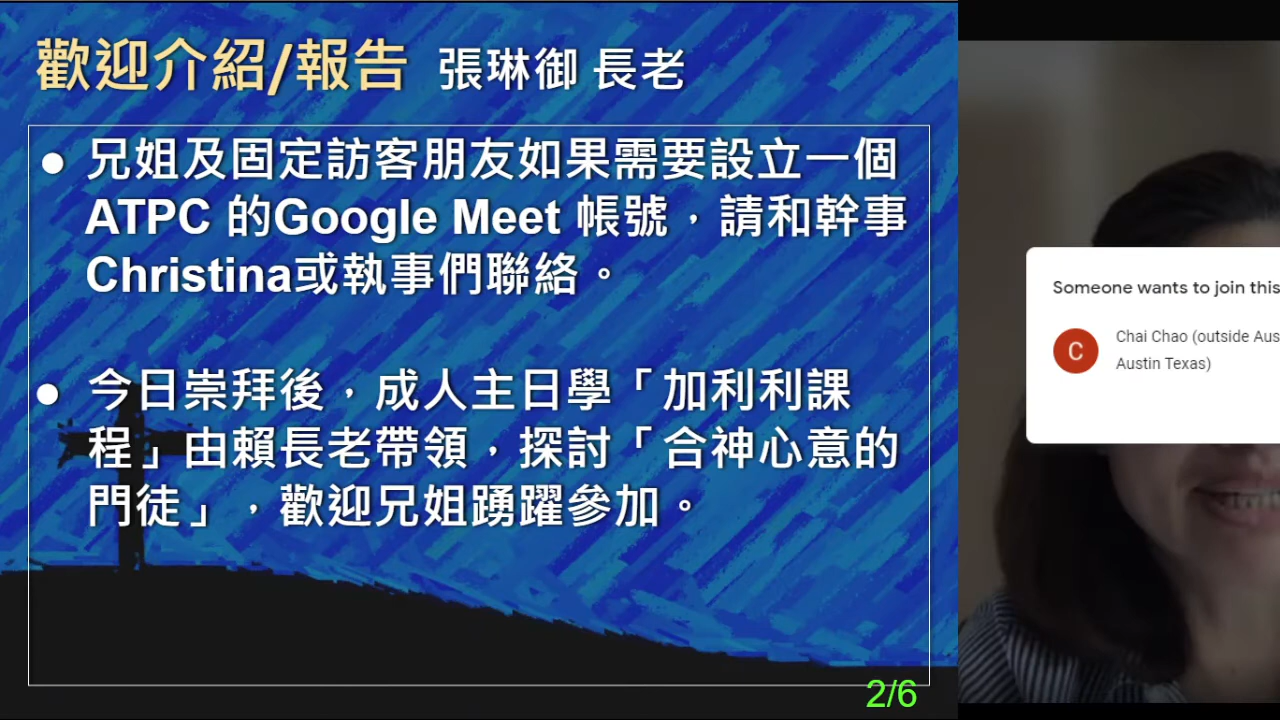 歡迎介紹/報告 張琳御 長老
● 兄姐及固定訪客朋友如果需要設立一個
ATPC 的Google Meet 帳號，請和幹事
Christina或執事們聯絡。
● 今日崇拜後，成人主日學「加利利課
程」由賴長老帶領，探討「合神心意的
門徒」，歡迎兄姐踴躍參加。
2/6
Someone wants to join this
C
Chai Chao (outside Aus
Austin Texas)